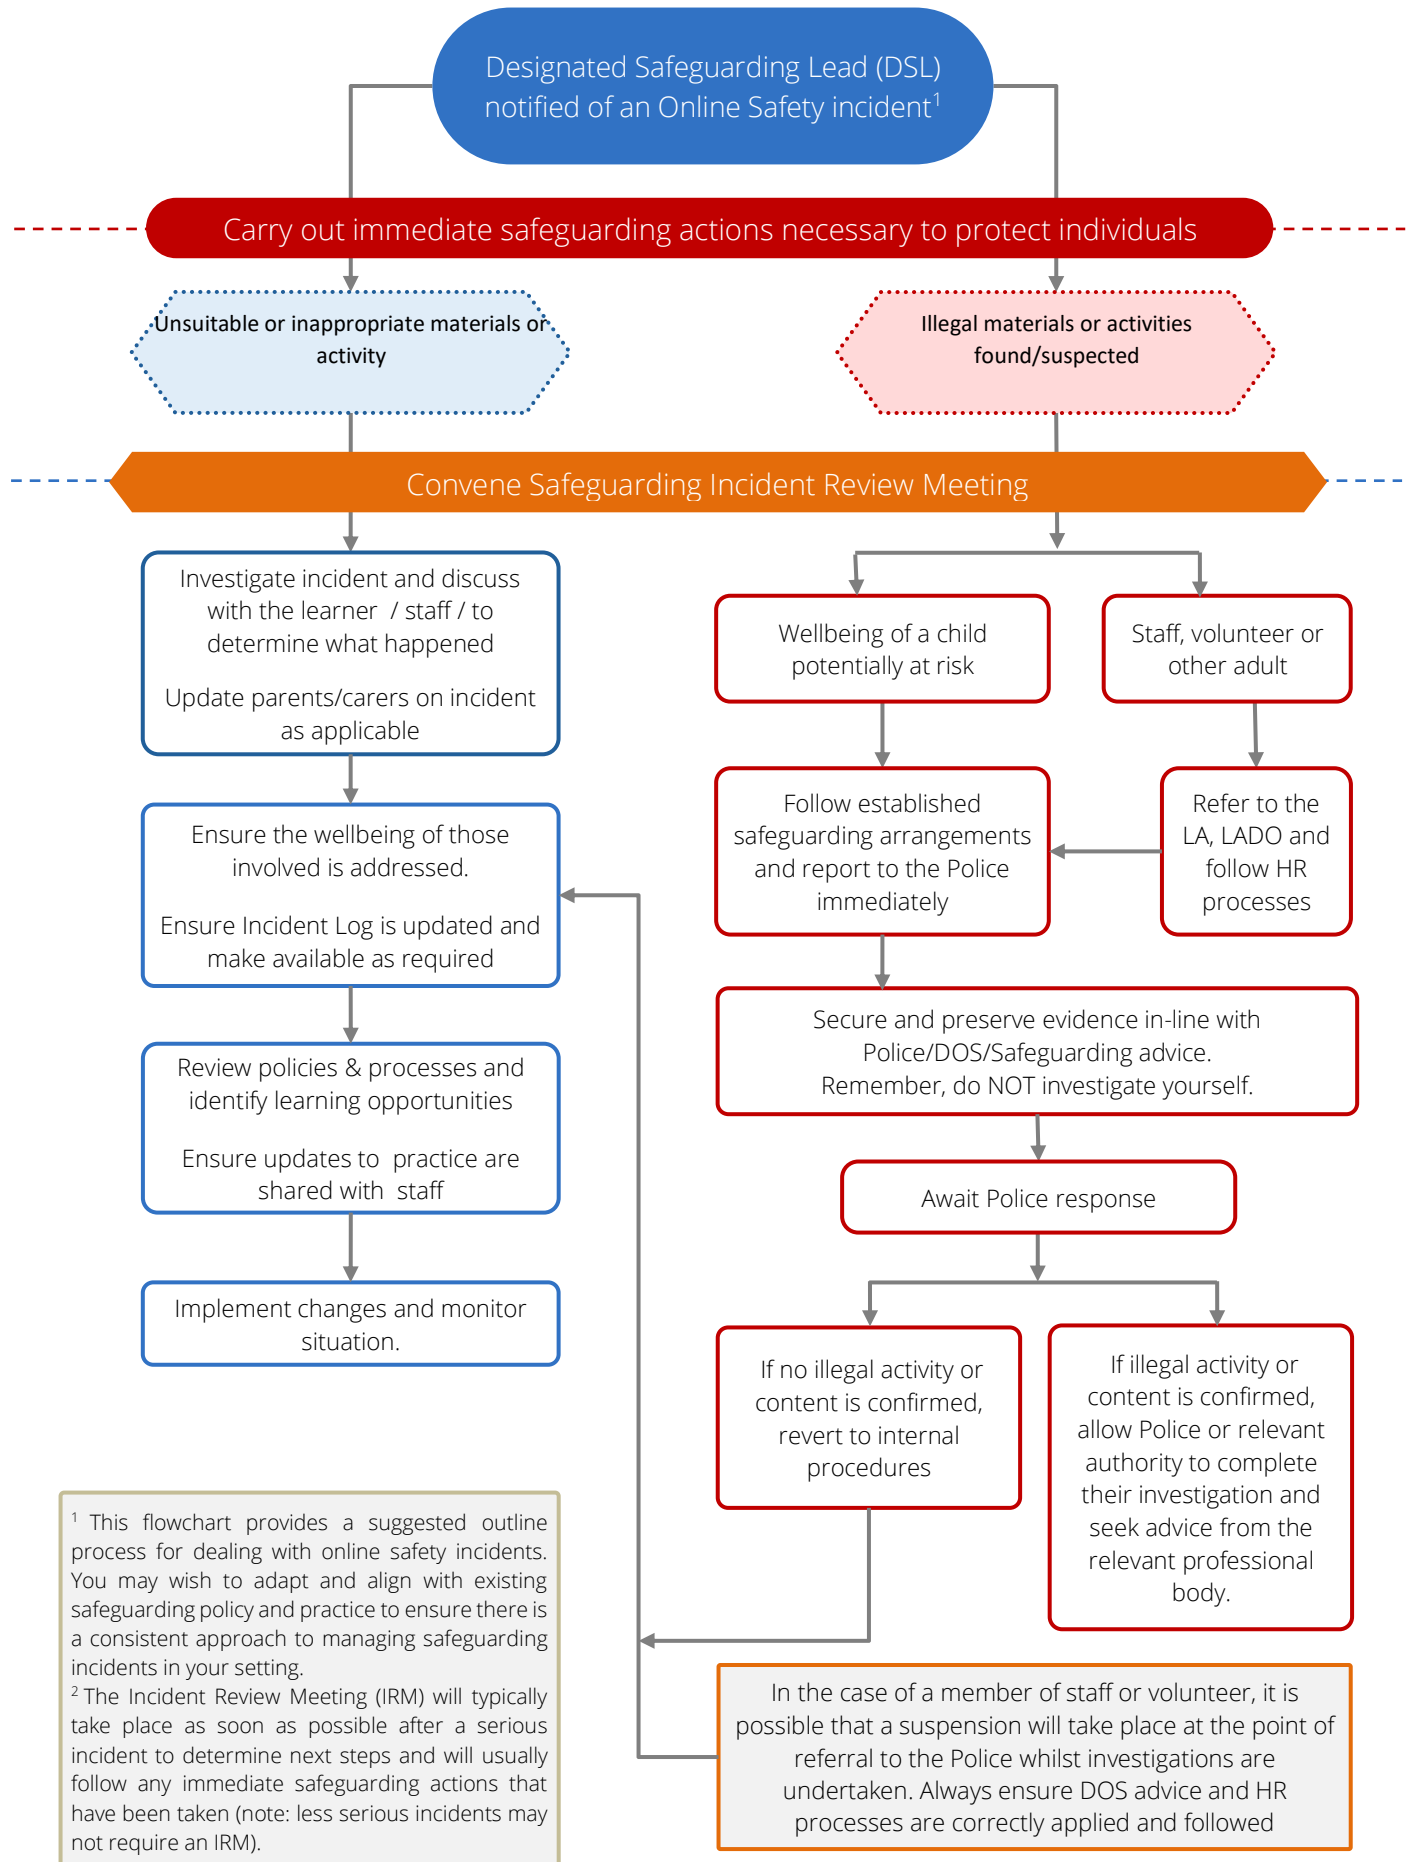 Designated Safeguarding Lead (DSL)
notified of an Online Safety incident¹
Carry out immediate safeguarding actions necessary to protect individuals
Unsuitable or inappropriate materials or
activity
Illegal materials or activities
found/suspected
Convene Safeguarding Incident Review Meeting
Investigate incident and discuss
with the learner / staff / to
determine what happened
Update parents/carers on incident
as applicable
Ensure the wellbeing of those
involved is addressed.
Ensure Incident Log is updated and
make available as required
Review policies & processes and
identify learning opportunities
Ensure updates to practice are
shared with staff
Implement changes and monitor
situation.
Wellbeing of a child
potentially at risk
Staff, volunteer or
other adult
Follow established
safeguarding arrangements
and report to the Police
immediately
Refer to the
LA, LADO and
follow HR
processes
Secure and preserve evidence in-line with
Police/DOS/Safeguarding advice.
Remember, do NOT investigate yourself.
Await Police response
If no illegal activity or
content is confirmed,
revert to internal
procedures
If illegal activity or
content is confirmed,
allow Police or relevant
authority to complete
their investigation and
seek advice from the
relevant professional
body.
¹ This flowchart provides a suggested outline
process for dealing with online safety incidents.
You may wish to adapt and align with existing
safeguarding policy and practice to ensure there is
a consistent approach to managing safeguarding
incidents in your setting.
² The Incident Review Meeting (IRM) will typically
take place as soon as possible after a serious
incident to determine next steps and will usually
follow any immediate safeguarding actions that
have been taken (note: less serious incidents may
not require an IRM).
In the case of a member of staff or volunteer, it is
possible that a suspension will take place at the point of
referral to the Police whilst investigations are
undertaken. Always ensure DOS advice and HR
processes are correctly applied and followed